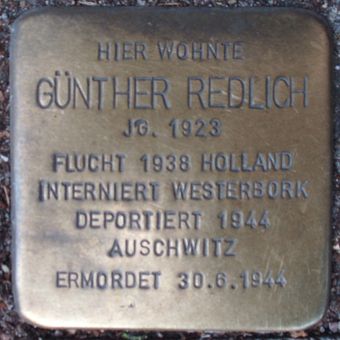 HIER WOHNTE
GÜNTHER REDLICH
JG. 1923
FLUCHT 1938 HOLLAND
INTERNIERT WESTERBORK
DEPORTIERT 1944
AUSCHWITZ
ERMORDET 30.6.1944